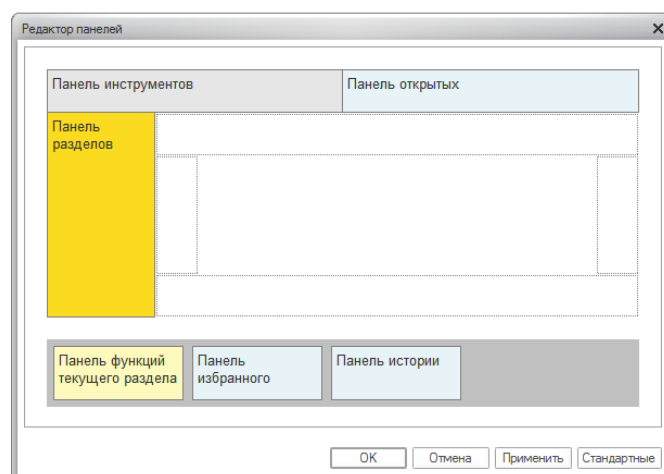 Редактор панелей
Панель инструментов
Панель открытых
Панель
разделов
Панель функций
текущего раздела
Панель
избранного
Панель истории
OK
Отмена
Применить
Стандартные